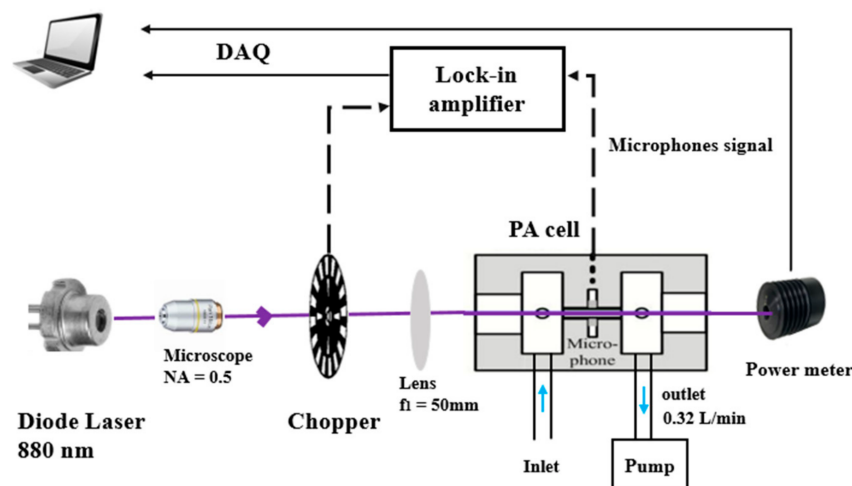 DAQ
Lock-in
amplifier
Microphones signal
PA cell
Micro-
phone
Microscope
NA = 0.5
Lens
f1 = 50mm
Power meter
outlet
0.32 L/min
Diode Laser
880 nm
Chopper
Inlet
Pump